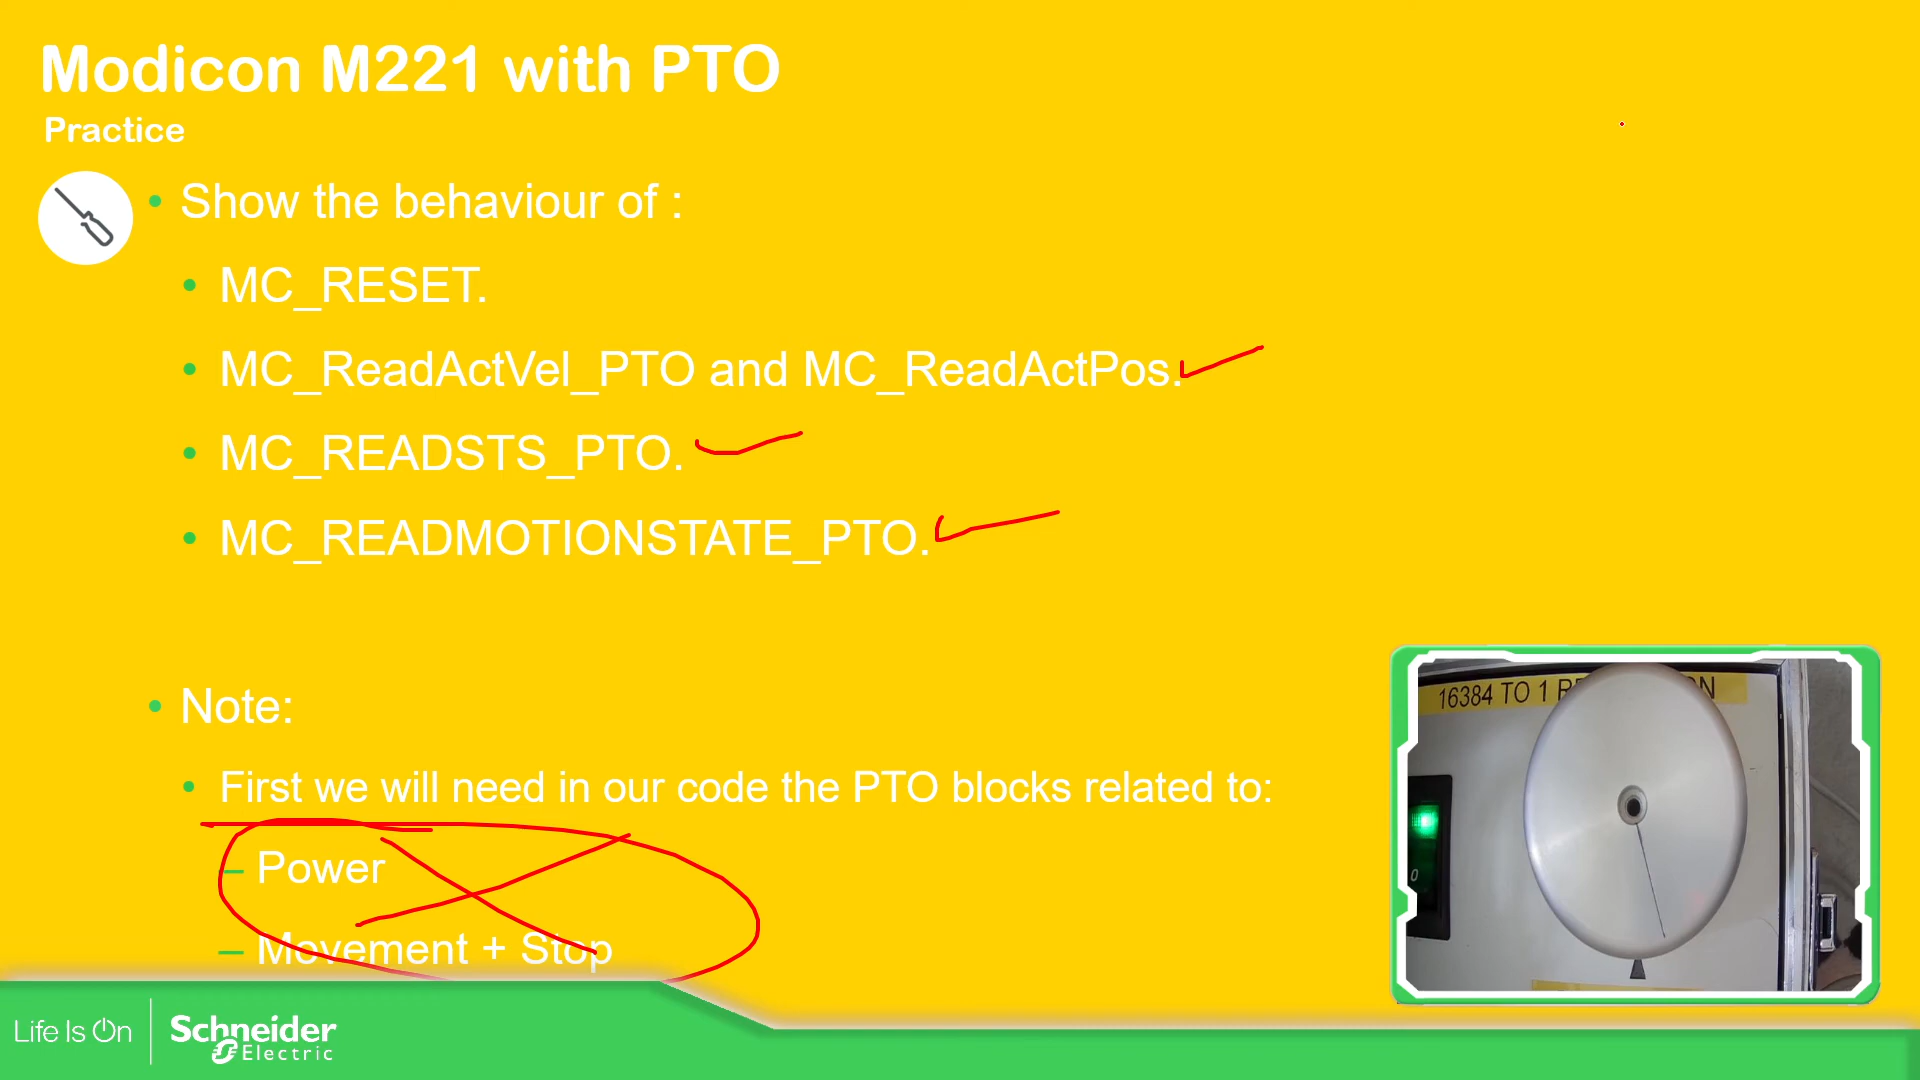 Modicon M221 with PTO
Practice
• Show the behaviour of :
• MC_RESET.
• MC_ReadActVel_PTO and MC_ReadActPos.
• MC_READSTS_PTO.
• MC_READMOTIONSTATE_PTO.
• Note:
• First we will need in our code the PTO blocks related to:
– Power
– Movement + Stop
16384 TO 1
0
Life Is On
Schneider
Electric